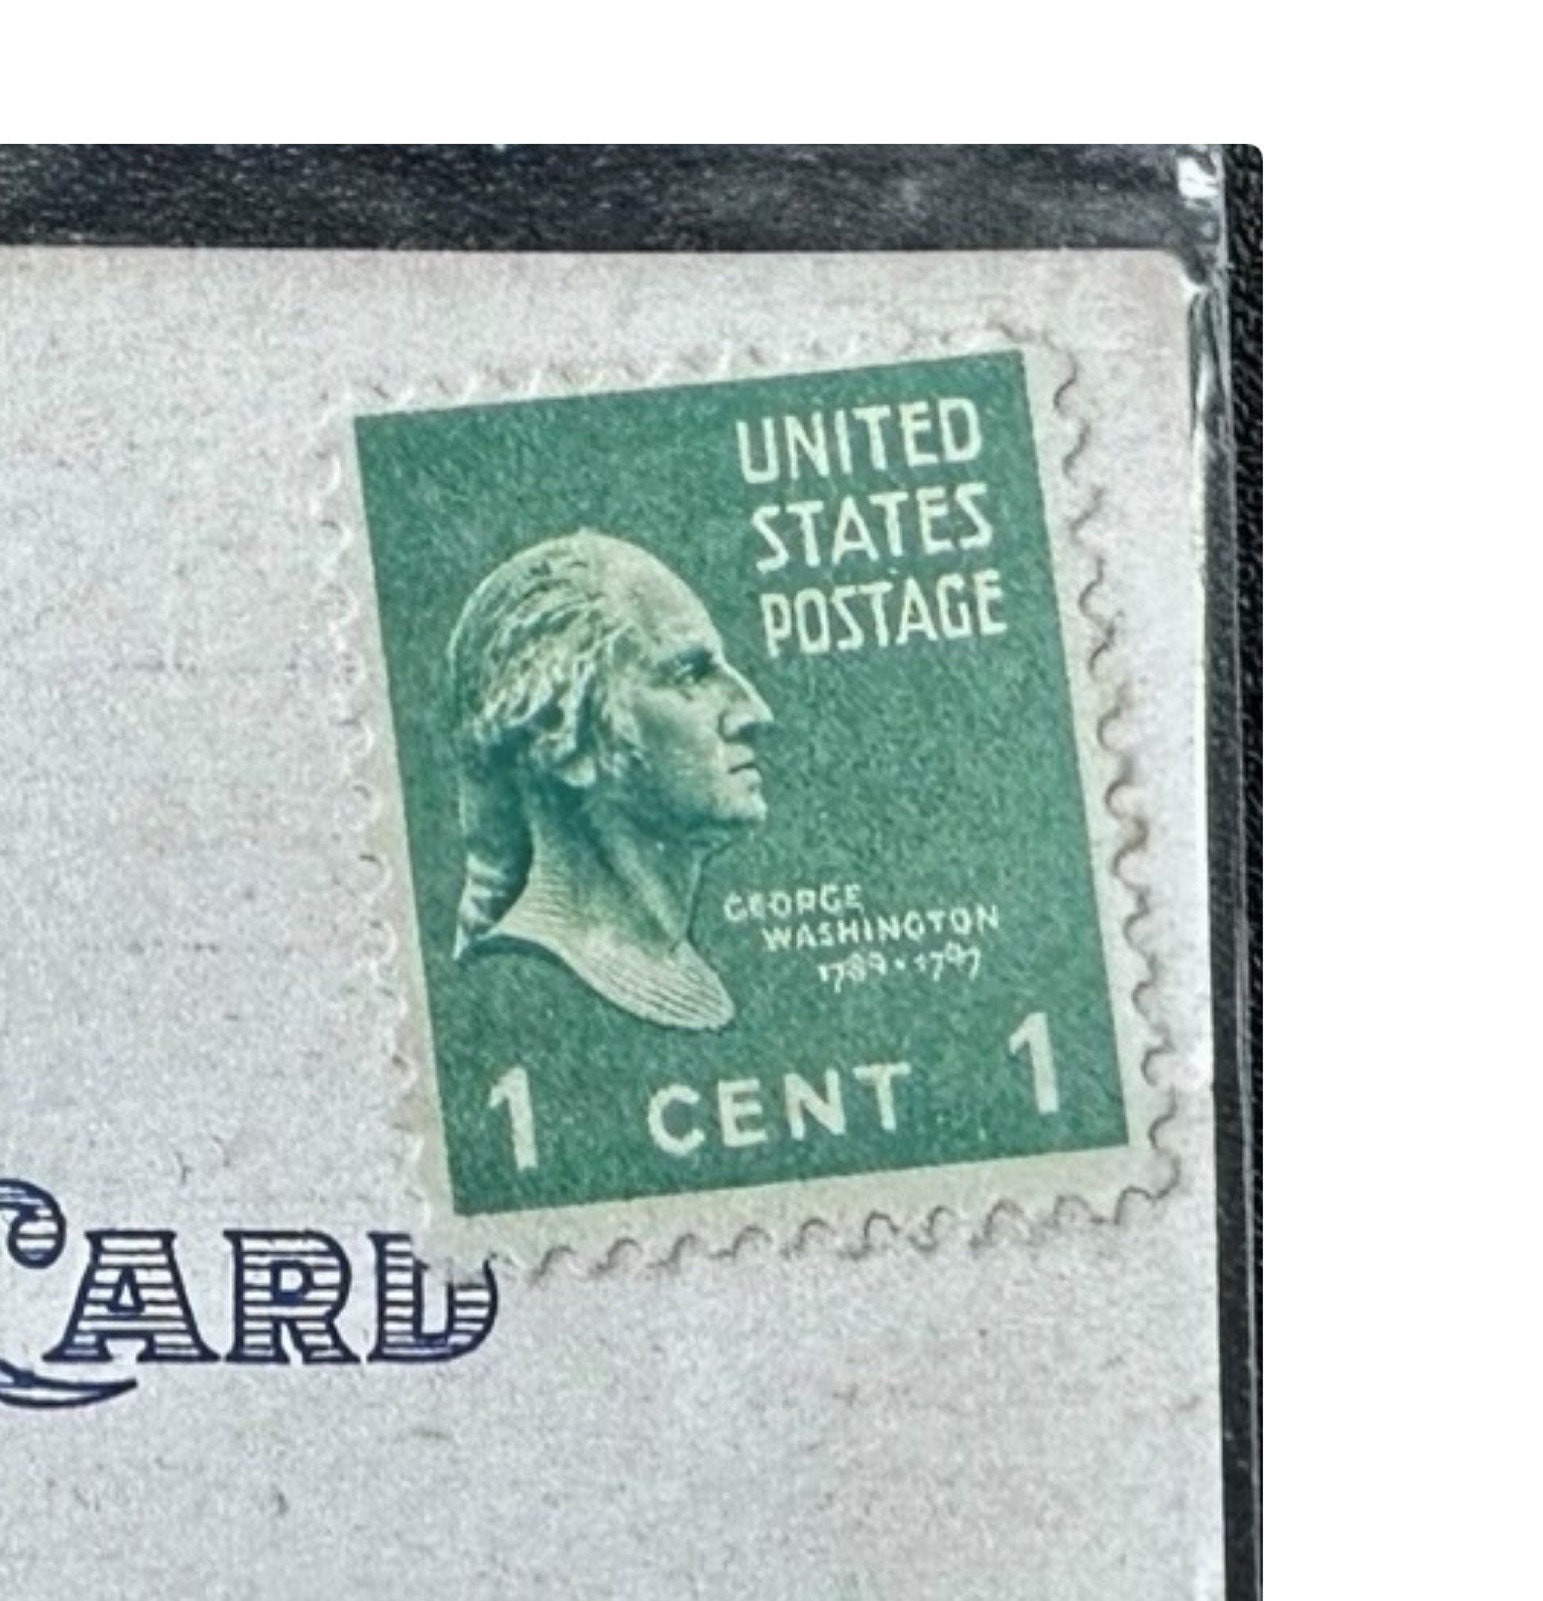 UNITED
STATES
POSTAGE
GEORGE
WASHINGTON
1789 • 1797
1 CENT 1
CARD